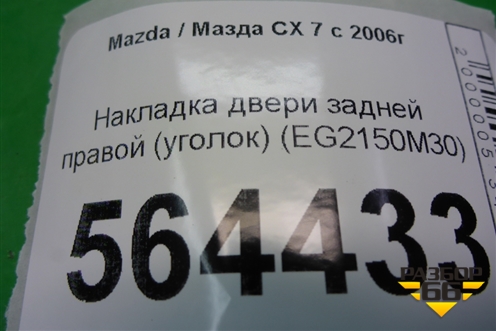 Mazda / Мазда CX 7 с 2006г
Накладка двери задней
правой (уголок) (EG2150M30)
564433
РАЗБОР
66